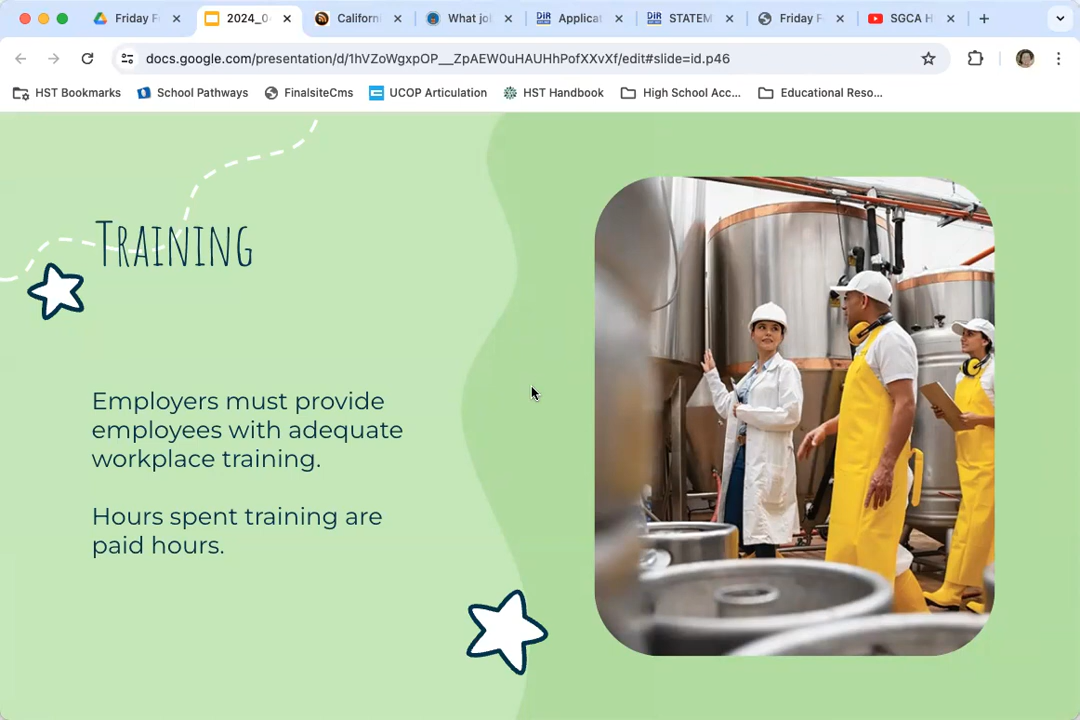 Friday F
2024_0
Californ
What jo
Applicat
STATEM
Friday F
SGCA H
docs.google.com/presentation/d/1hVZoWgxpOP__ZpAEW0uHAUHhPofXXvXf/edit#slide=id.p46
HST Bookmarks
School Pathways
FinalsiteCms
UCOP Articulation
HST Handbook
High School Acc...
Educational Reso...
Training
Employers must provide
employees with adequate
workplace training.
Hours spent training are
paid hours.